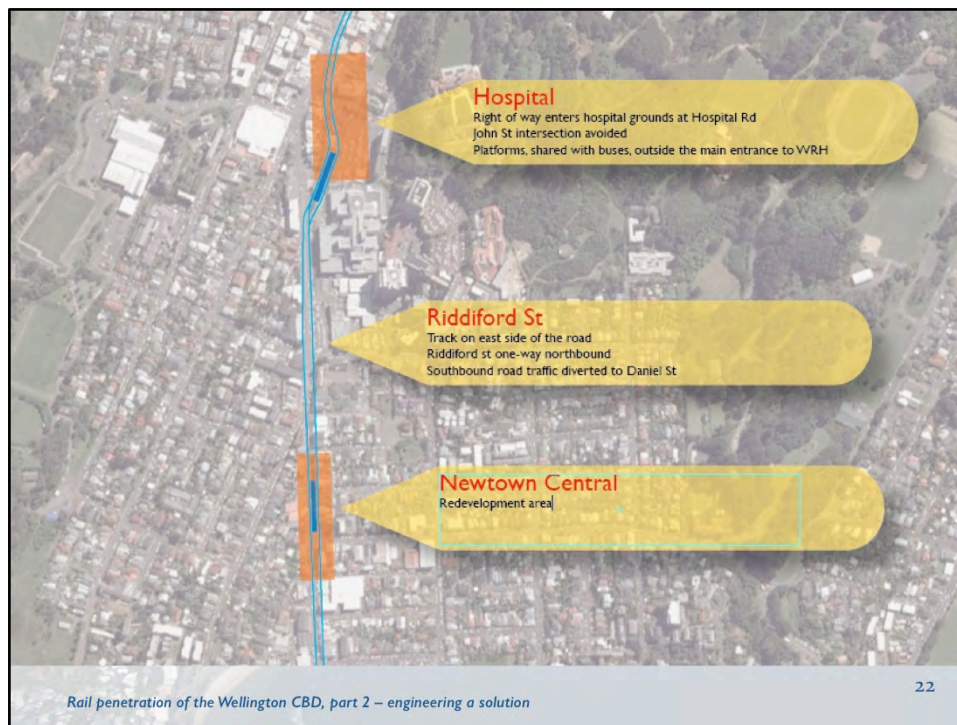 Hospital
Right of way enters hospital grounds at Hospital Rd
John St intersection avoided
Platforms, shared with buses, outside the main entrance to WRH
Riddiford St
Track on east side of the road
Riddiford st one-way northbound
Southbound road traffic diverted to Daniel St
Newtown Central
Redevelopment area
22
Rail penetration of the Wellington CBD, part 2 – engineering a solution